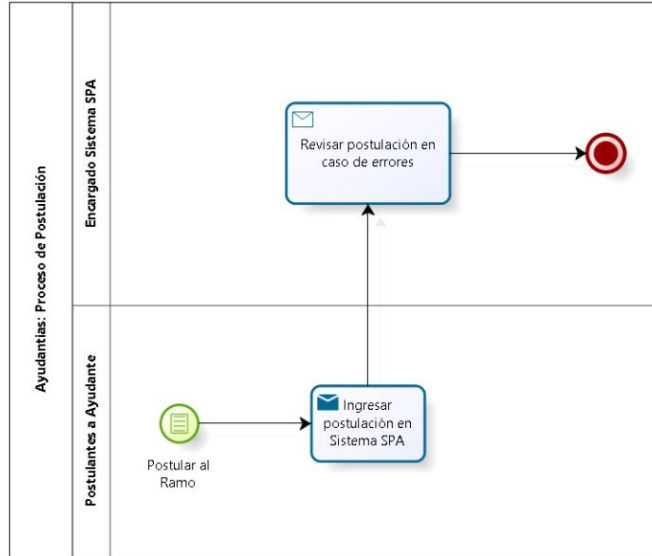 Ayudantias: Proceso de Postulación
Encargado Sistema SPA
Revisar postulación en
caso de errores
Postulantes a Ayudante
Postular al
Ramo
Ingresar
postulación en
Sistema SPA